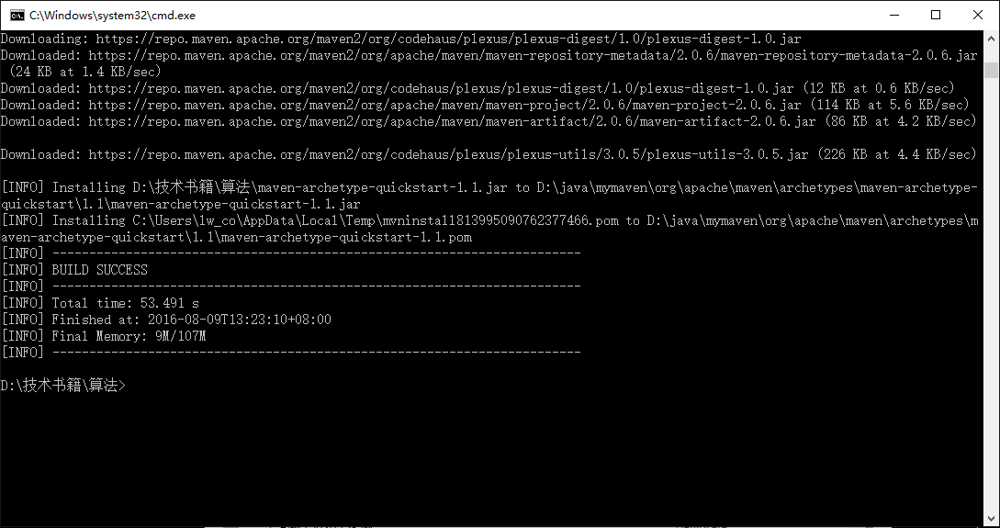 C:\Windows\system32\cmd.exe
Downloading: https://repo.maven.apache.org/maven2/org/codehaus/plexus/plexus-digest/1.0/plexus-digest-1.0.jar
Downloaded: https://repo.maven.apache.org/maven2/org/apache/maven/maven-repository-metadata/2.0.6/maven-repository-metadata-2.0.6.jar
(24 KB at 1.4 KB/sec)
Downloaded: https://repo.maven.apache.org/maven2/org/codehaus/plexus/plexus-digest/1.0/plexus-digest-1.0.jar (12 KB at 0.6 KB/sec)
Downloaded: https://repo.maven.apache.org/maven2/org/apache/maven/maven-project/2.0.6/maven-project-2.0.6.jar (114 KB at 5.6 KB/sec)
Downloaded: https://repo.maven.apache.org/maven2/org/apache/maven/maven-artifact/2.0.6/maven-artifact-2.0.6.jar (86 KB at 4.2 KB/sec)
Downloaded: https://repo.maven.apache.org/maven2/org/codehaus/plexus/plexus-utils/3.0.5/plexus-utils-3.0.5.jar (226 KB at 4.4 KB/sec)
[INFO] Installing D:\技术书籍\算法\maven-archetype-quickstart-1.1.jar to D:\java\mymaven\org\apache\maven\archetypes\maven-archetype-
quickstart\1.1\maven-archetype-quickstart-1.1.jar
[INFO] Installing C:\Users\lw_co\AppData\Local\Temp\mvninstall8139950907623​77466.pom to D:\java\mymaven\org\apache\maven\archetypes\m
aven-archetype-quickstart\1.1\maven-archetype-quickstart-1.1.pom
[INFO] ------------------------------------------------------------------------
[INFO] BUILD SUCCESS
[INFO] ------------------------------------------------------------------------
[INFO] Total time: 53.491 s
[INFO] Finished at: 2016-08-09T13:23:10+08:00
[INFO] Final Memory: 9M/107M
[INFO] ------------------------------------------------------------------------
D:\技术书籍\算法>